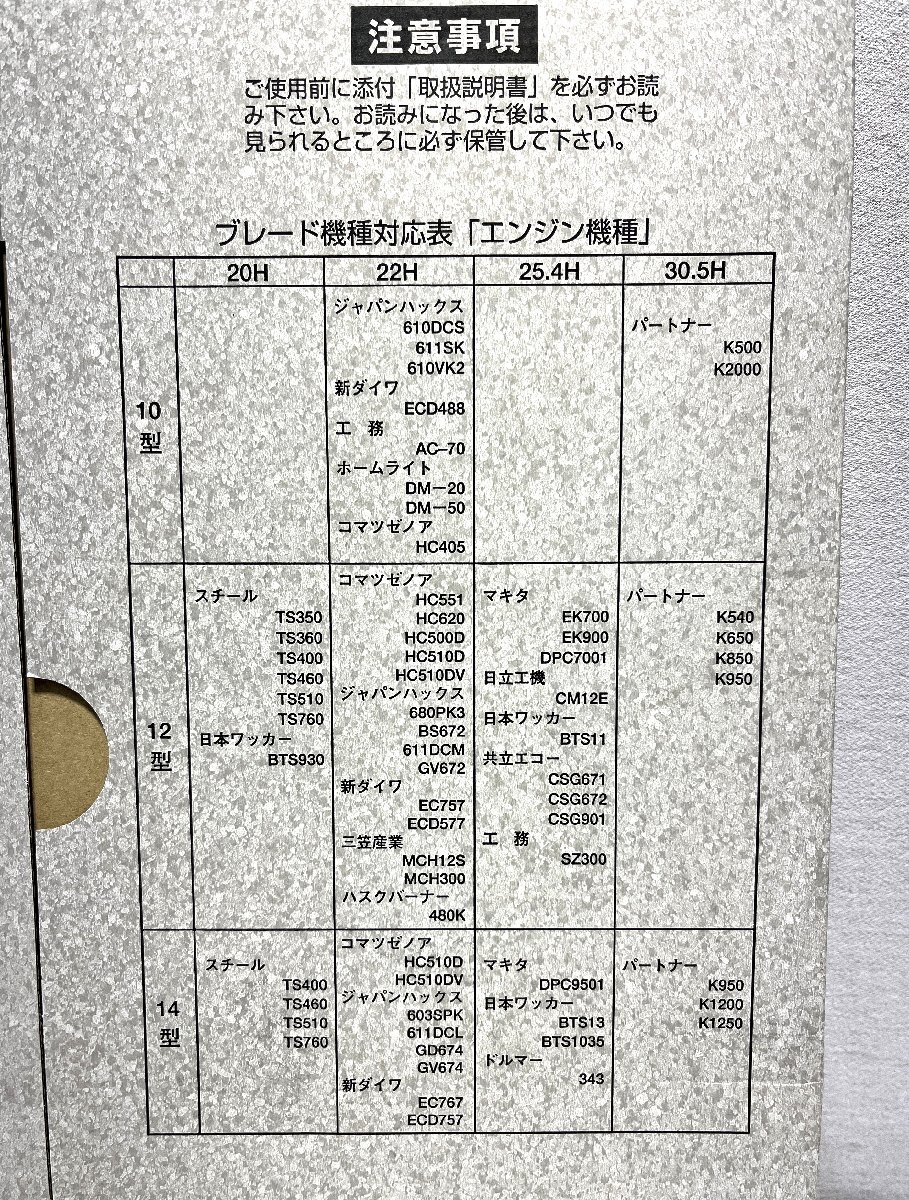 注意事項
ご使用前に添付「取扱説明書」を必ずお読
み下さい。お読みになった後は、いつでも
見られるところに必ず保管して下さい。
ブレード機種対応表「エンジン機種」
20H 22H 25.4H 30.5H
10型
ジャパンハックス
610DCS
611SK
610VK2
新ダイワ
ECD488
工 務
AC−70
ホームライト
DM−20
DM−50
コマツゼノア
HC405
パートナー
K500
K2000
12型
スチール
TS350
TS360
TS400
TS460
TS510
TS760
日本ワッカー
BTS930
コマツゼノア
HC551
HC620
HC500D
HC510D
HC510DV
ジャパンハックス
680PK3
BS672
611DCM
GV672
新ダイワ
EC757
ECD577
三笠産業
MCH12S
MCH300
ハスクバーナー
480K
マキタ
EK700
EK900
DPC7001
日立工機
CM12E
日本ワッカー
BTS11
共立エコー
CSG671
CSG672
CSG901
工 務
SZ300
パートナー
K540
K650
K850
K950
14型
スチール
TS400
TS460
TS510
TS760
コマツゼノア
HC510D
HC510DV
ジャパンハックス
603SPK
611DCL
GD674
GV674
新ダイワ
EC767
ECD757
マキタ
DPC9501
日本ワッカー
BTS13
BTS1035
ドルマー
343
パートナー
K950
K1200
K1250